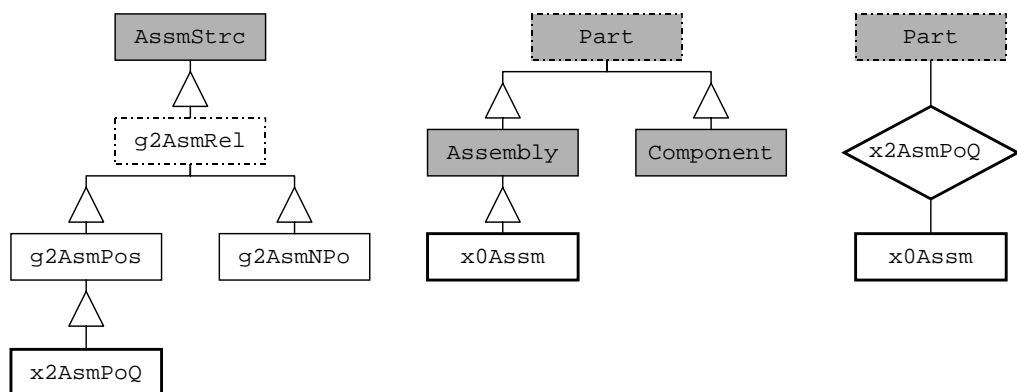 AssmStrc
g2AsmRel
g2AsmPos
g2AsmNPo
x2AsmPoQ
Part
Assembly
Component
x0Assm
Part
x2AsmPoQ
x0Assm